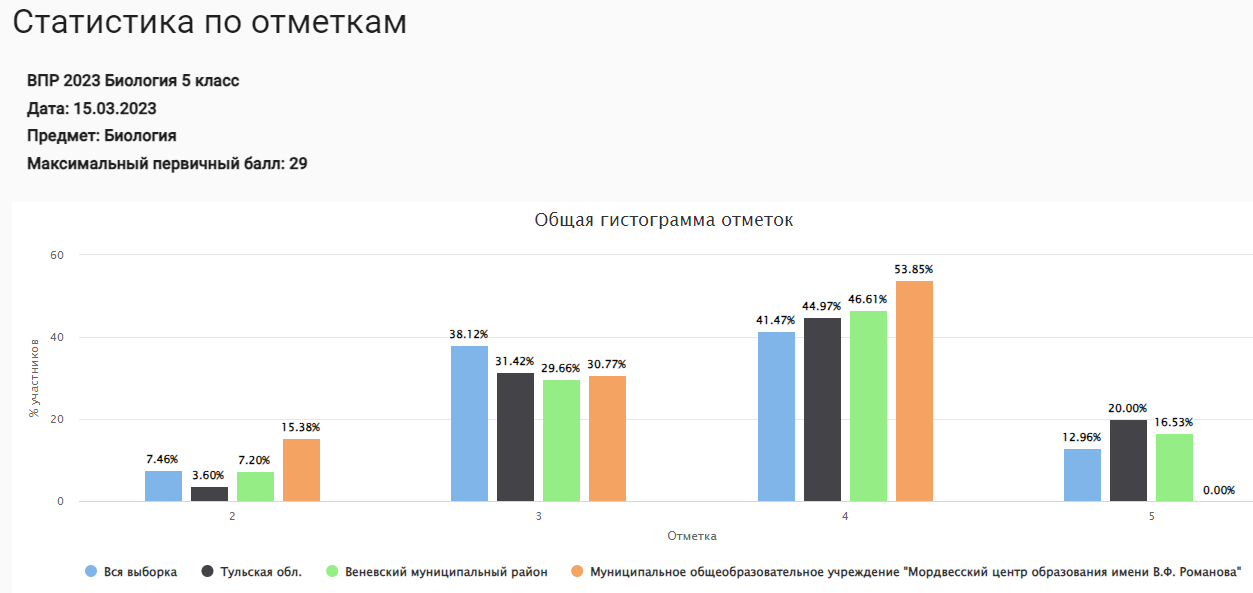 Статистика по отметкам
ВПР 2023 Биология 5 класс
Дата: 15.03.2023
Предмет: Биология
Максимальный первичный балл: 29
Общая гистограмма отметок
60
40
20
0
% участников
7.46%
3.60%
7.20%
15.38%
38.12%
31.42%
29.66%
30.77%
41.47%
44.97%
46.61%
53.85%
12.96%
20.00%
16.53%
0.00%
2
3
4
5
Отметка
Вся выборка
Тульская обл.
Веневский муниципальный район
Муниципальное общеобразовательное учреждение "Мордвесский центр образования имени В.Ф. Романова"